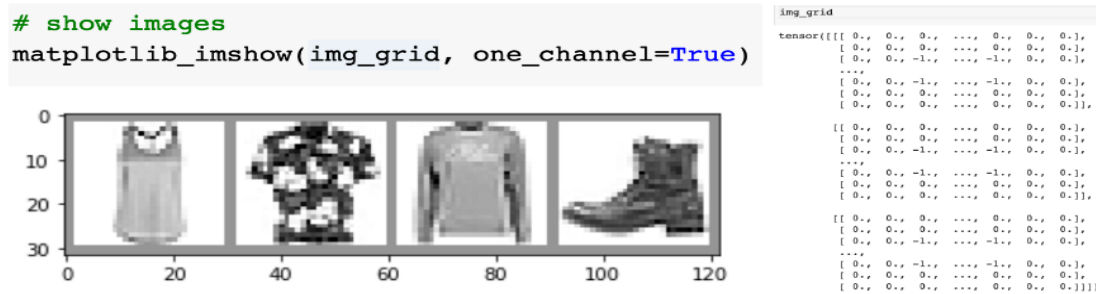 # show images
matplotlib_imshow(img_grid, one_channel=True)
0
10
20
30
0 20 40 60 80 100 120
img_grid
tensor([[[ 0., 0., 0., ..., 0., 0., 0.],
[ 0., 0., 0., ..., 0., 0., 0.],
[ 0., 0., -1., ..., -1., 0., 0.],
...,
[ 0., 0., -1., ..., -1., 0., 0.],
[ 0., 0., 0., ..., 0., 0., 0.],
[ 0., 0., 0., ..., 0., 0., 0.]],
[[ 0., 0., 0., ..., 0., 0., 0.],
[ 0., 0., 0., ..., 0., 0., 0.],
[ 0., 0., -1., ..., -1., 0., 0.],
...,
[ 0., 0., -1., ..., -1., 0., 0.],
[ 0., 0., 0., ..., 0., 0., 0.],
[ 0., 0., 0., ..., 0., 0., 0.]],
[[ 0., 0., 0., ..., 0., 0., 0.],
[ 0., 0., 0., ..., 0., 0., 0.],
[ 0., 0., -1., ..., -1., 0., 0.],
...,
[ 0., 0., -1., ..., -1., 0., 0.],
[ 0., 0., 0., ..., 0., 0., 0.],
[ 0., 0., 0., ..., 0., 0., 0.]]])